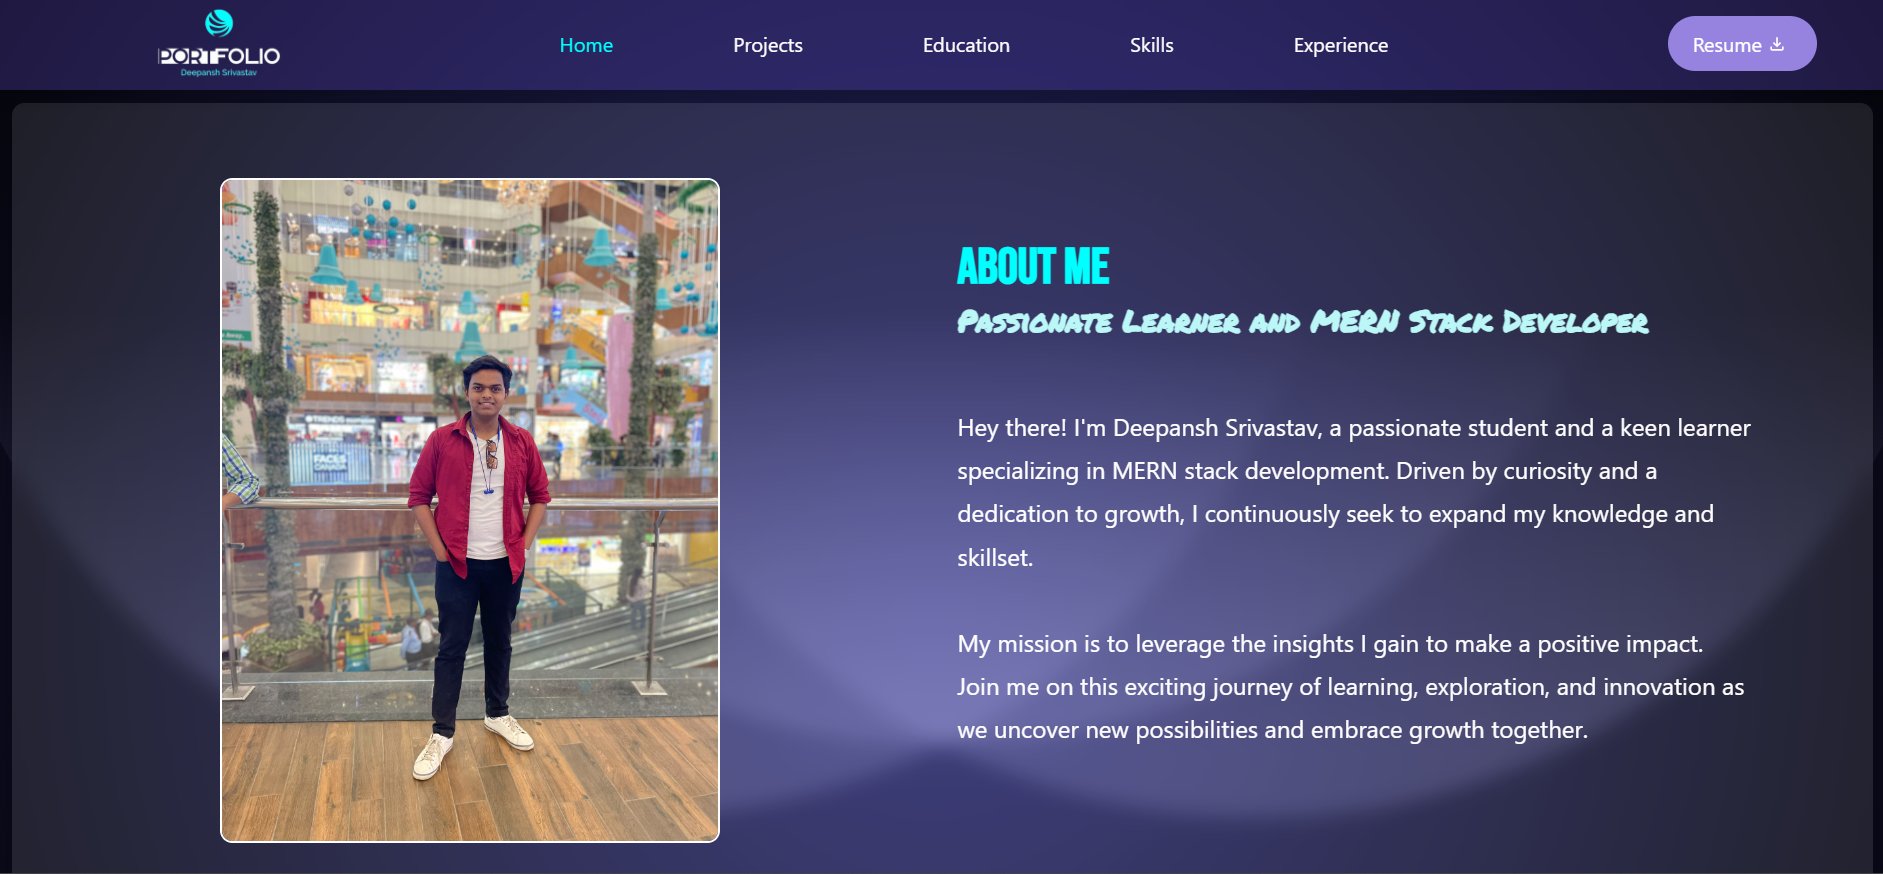 PORTFOLIO
Deepansh Srivastav
Home
Projects
Education
Skills
Experience
Resume
FACES
CANADA
ABOUT ME
Passionate Learner and MERN Stack Developer
Hey there! I'm Deepansh Srivastav, a passionate student and a keen learner
specializing in MERN stack development. Driven by curiosity and a
dedication to growth, I continuously seek to expand my knowledge and
skillset.
My mission is to leverage the insights I gain to make a positive impact.
Join me on this exciting journey of learning, exploration, and innovation as
we uncover new possibilities and embrace growth together.